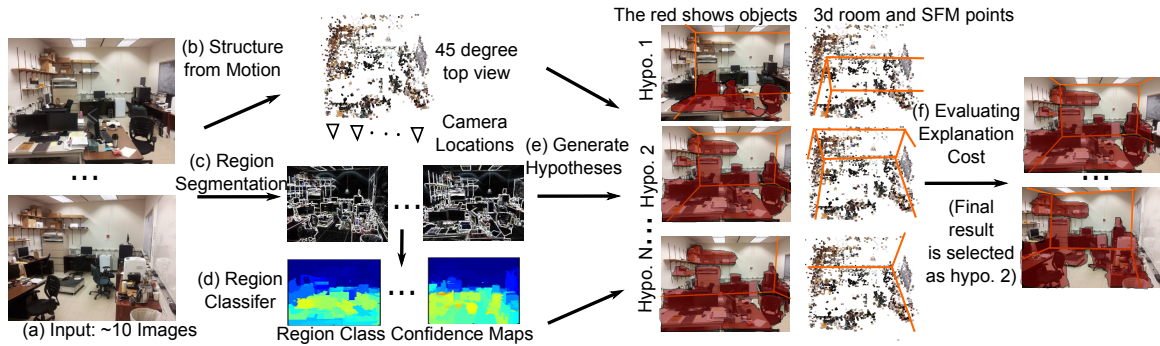 (a) Input: ~10 Images
(b) Structure
from Motion
45 degree
top view
Camera
Locations
(c) Region
Segmentation
(d) Region
Classifer
Region Class Confidence Maps
(e) Generate
Hypotheses
The red shows objects
3d room and SFM points
Hypo. 1
Hypo. 2
Hypo. N
(f) Evaluating
Explanation
Cost
(Final
result
is selected
as hypo. 2)